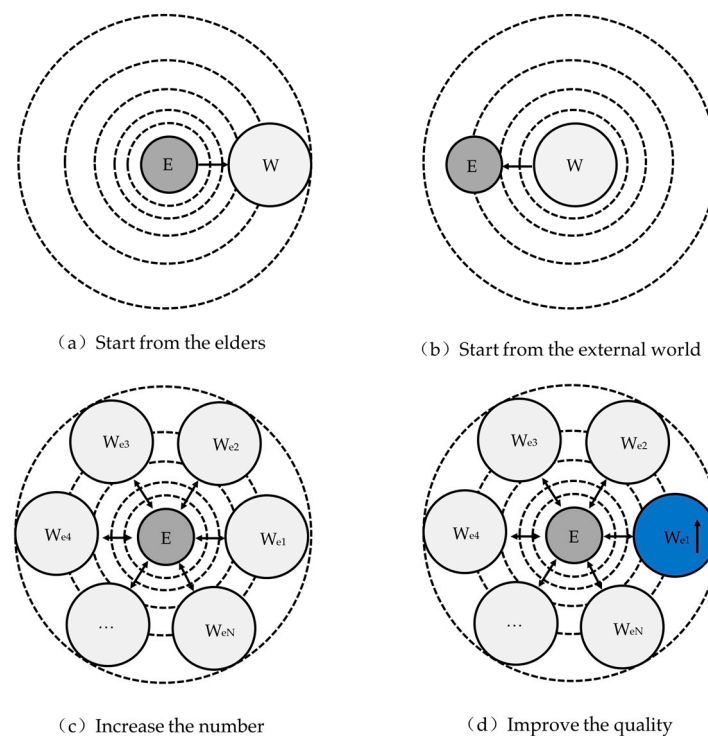 E
W
E
W
（a）Start from the elders
（b）Start from the external world
We3
We2
We4
E
We1
…
WeN
We3
We2
We4
E
We1
…
WeN
（c）Increase the number
（d）Improve the quality